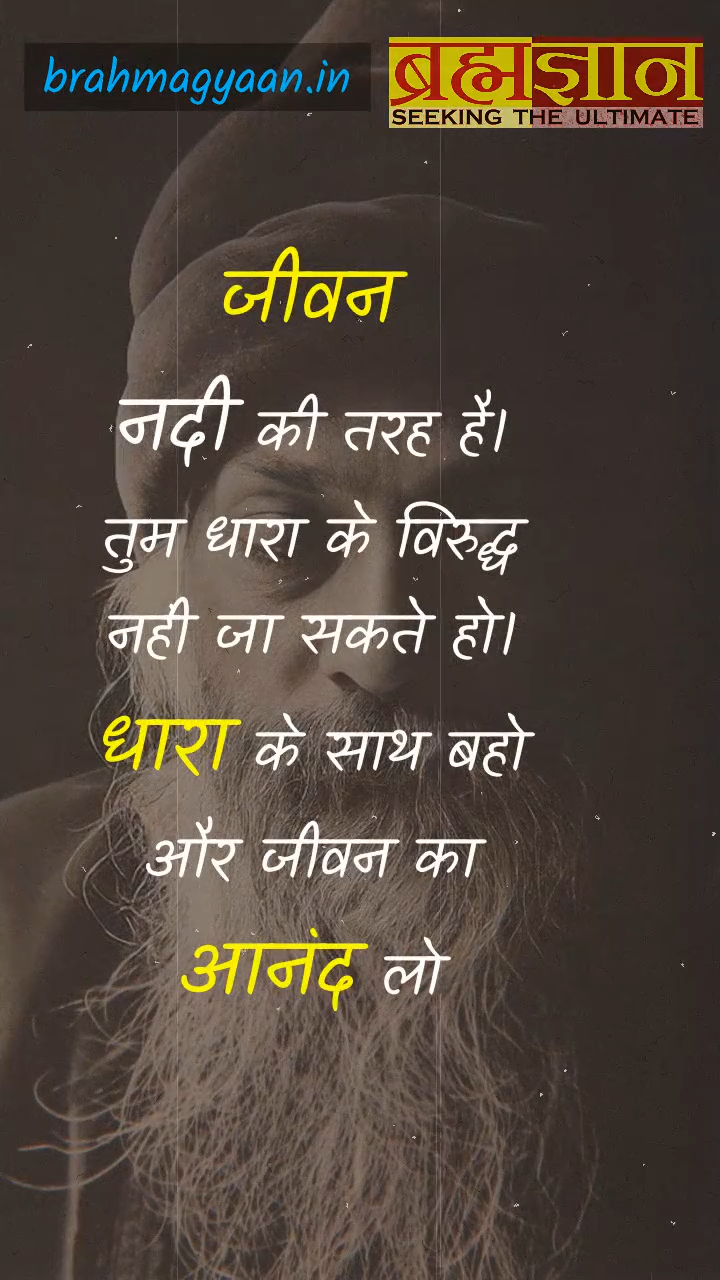 brahmagyaan.in
ब्रह्मज्ञान
SEEKING THE ULTIMATE
जीवन
नदी की तरह है।
तुम धारा के विरुद्ध
नही जा सकते हो।
धारा के साथ बहो
और जीवन का
आनंद लो